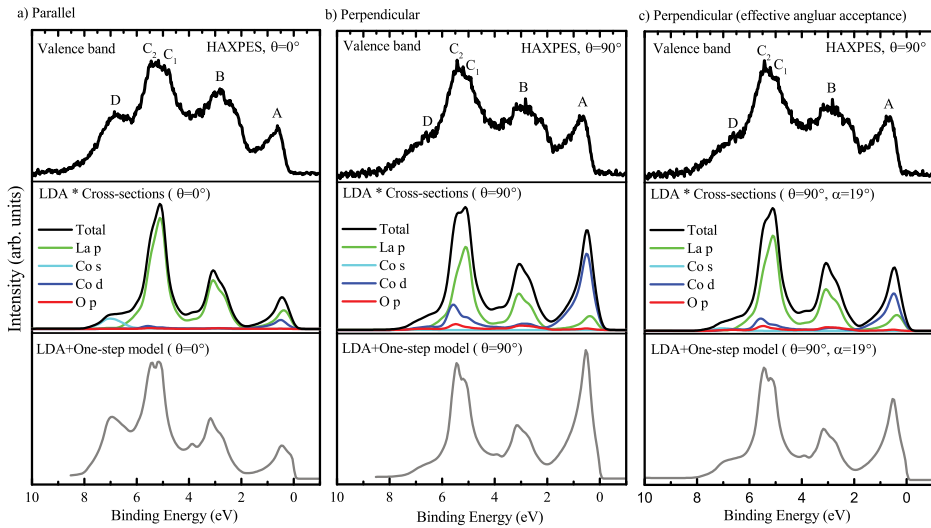 a) Parallel
b) Perpendicular
c) Perpendicular (effective angluar acceptance)
Intensity (arb. units)
Valence band
HAXPES, θ=0°
C2
C1
B
D
A
LDA * Cross-sections ( θ=0°)
Total
La p
Co s
Co d
O p
LDA+One-step model ( θ=0°)
10 8 6 4 2 0
Binding Energy (eV)
Valence band
HAXPES, θ=90°
C2
C1
B
A
D
LDA * Cross-sections ( θ=90°)
Total
La p
Co s
Co d
O p
LDA+One-step model ( θ=90°)
10 8 6 4 2 0
Binding Energy (eV)
Valence band
HAXPES, θ=90°
C2
C1
B
A
D
LDA * Cross-sections (θ=90°, α=19°)
Total
La p
Co s
Co d
O p
LDA+One-step model (θ=90°, α=19°)
10 8 6 4 2 0
Binding Energy (eV)